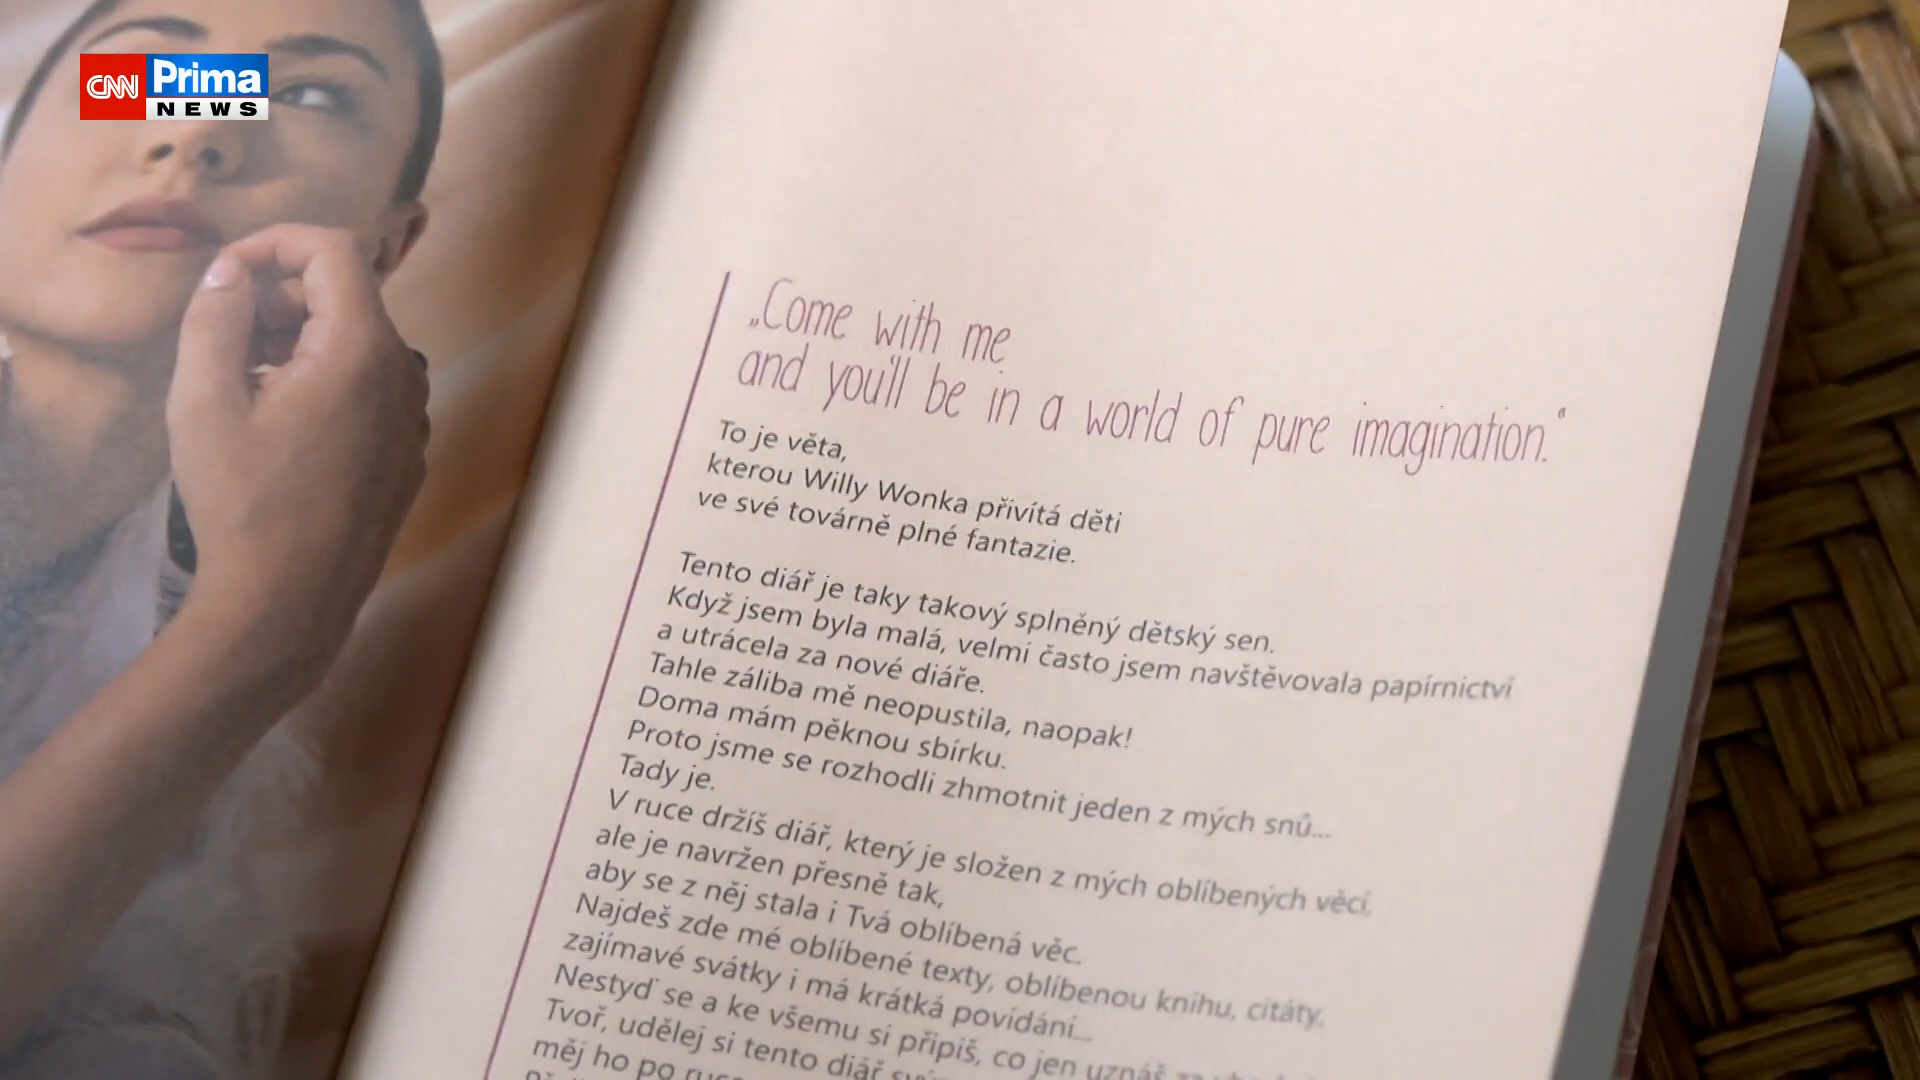 CNN Prima
NEWS
„Come with me
and you'll be in a world of pure imagination.“
To je věta,
kterou Willy Wonka přivítá děti
ve své továrně plné fantazie.
Tento diář je taky takový splněný dětský sen.
Když jsem byla malá, velmi často jsem navštěvovala papírnictví
a utrácela za nové diáře.
Tahle záliba mě neopustila, naopak!
Doma mám pěknou sbírku.
Proto jsme se rozhodli zhmotnit jeden z mých snů...
Tady je.
V ruce držíš diář, který je složen z mých oblíbených věcí,
ale je navržen přesně tak,
aby se z něj stala i Tvá oblíbená věc.
Najdeš zde mé oblíbené texty, oblíbenou knihu, citáty,
zajímavé svátky i má krátká povídání...
Nestyď se a ke všemu si připiš, co jen uznáš za
Tvoř, udělej si tento diář
měj ho po